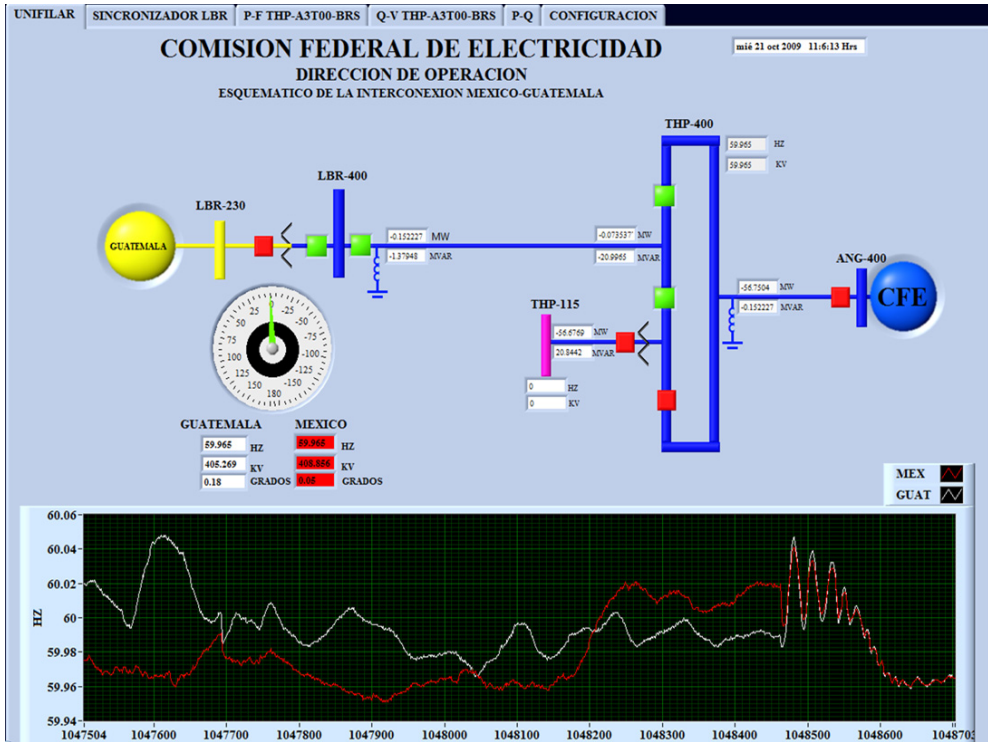 UNIFILAR SINCRONIZADOR LBR P-F THP-A3T00-BRS Q-V THP-A3T00-BRS P-Q CONFIGURACION
COMISION FEDERAL DE ELECTRICIDAD
mié 21 oct 2009 11:6:13 Hrs
DIRECCION DE OPERACION
ESQUEMATICO DE LA INTERCONEXION MEXICO-GUATEMALA
THP-400
59.965 HZ
59.965 KV
LBR-400
LBR-230
GUATEMALA
-0.152227 MW
-1.37948 MVAR
-0.073537 MW
-20.9965 MVAR
ANG-400
CFE
-56.7504 MW
-0.152227 MVAR
THP-115
-56.6769 MW
20.8442 MVAR
0 HZ
0 KV
0
25 -25
50 -50
75 -75
100 -100
125 -125
150 -150
180
GUATEMALA MEXICO
59.965 HZ 59.965 HZ
405.269 KV 408.856 KV
0.18 GRADOS 0.06 GRADOS
MEX
GUAT
60.06
60.04
60.02
60
59.98
59.96
59.94
HZ
1047504 1047600 1047700 1047800 1047900 1048000 1048100 1048200 1048300 1048400 1048500 1048600 1048703